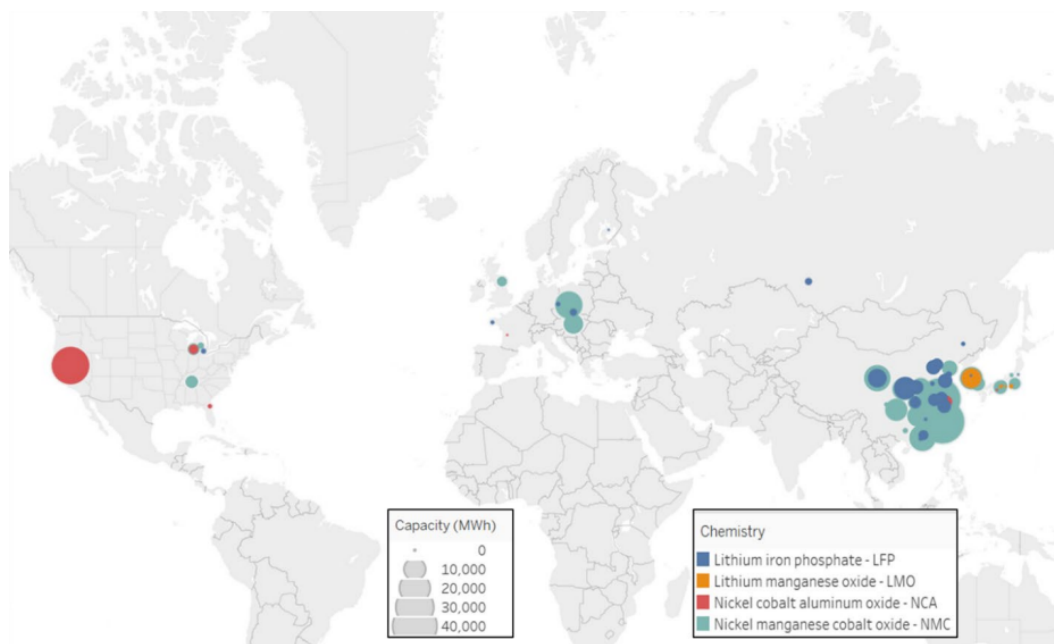 Capacity (MWh)
0
10,000
20,000
30,000
40,000
Chemistry
Lithium iron phosphate - LFP
Lithium manganese oxide - LMO
Nickel cobalt aluminum oxide - NCA
Nickel manganese cobalt oxide - NMC